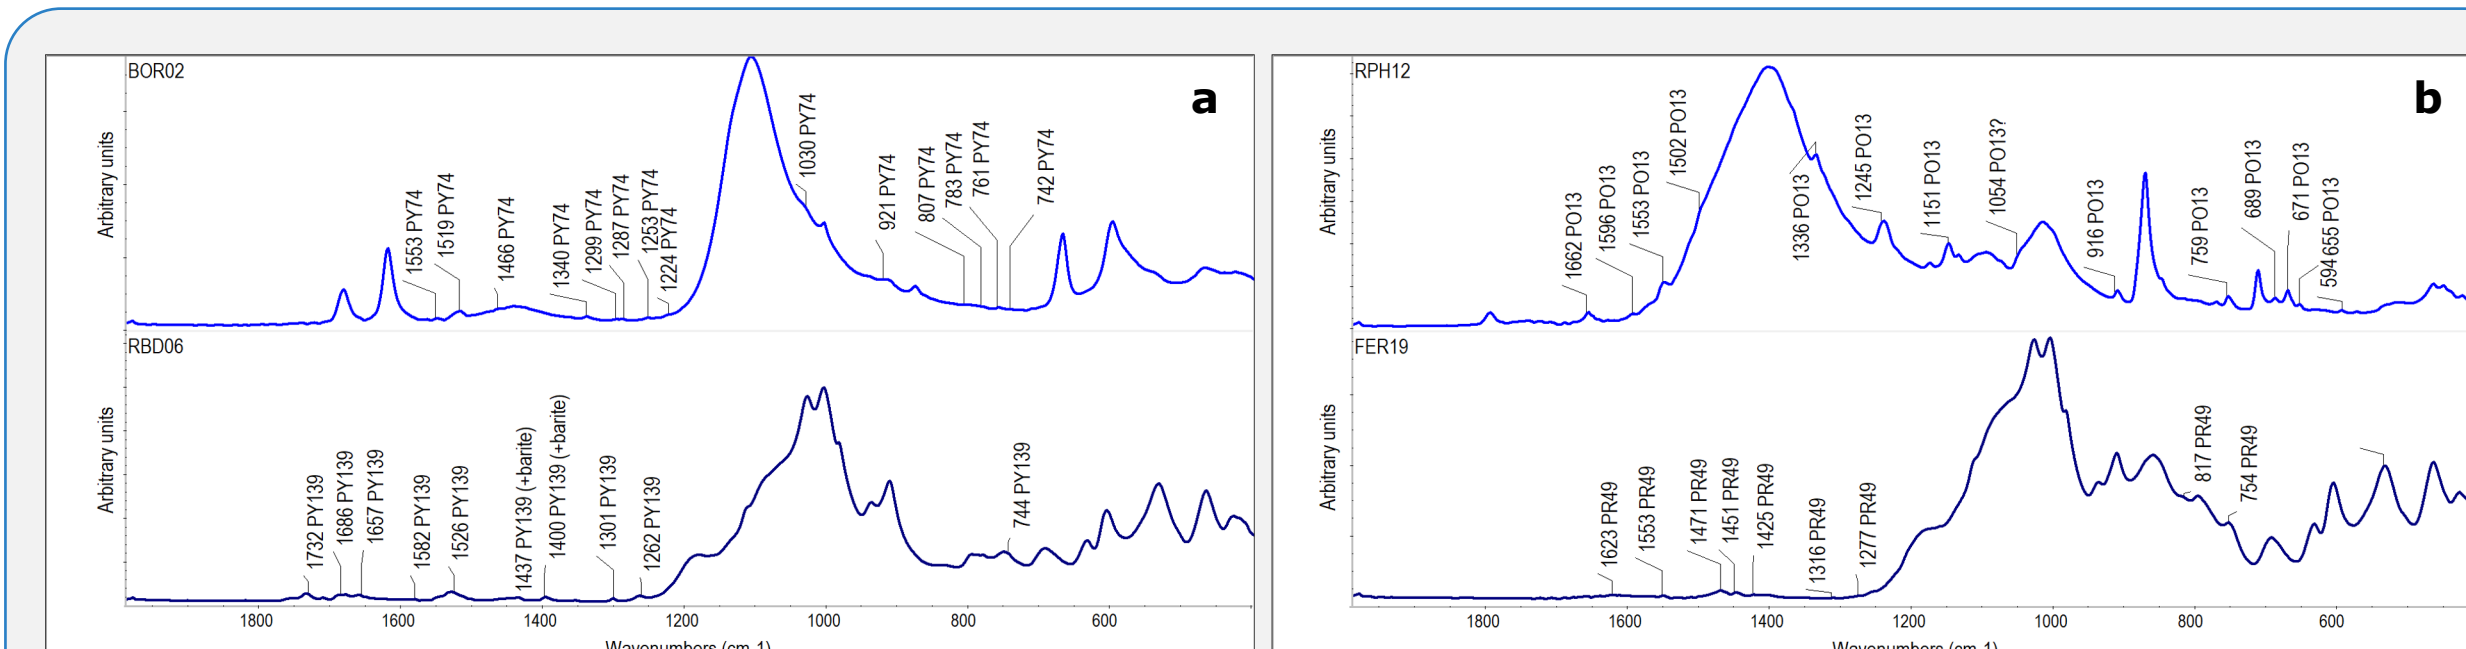 BOR02
a
Arbitrary units
1553 PY74
1519 PY74
1466 PY74
1340 PY74
1299 PY74
1287 PY74
1253 PY74
1224 PY74
1030 PY74
921 PY74
807 PY74
783 PY74
761 PY74
742 PY74
RBD06
Arbitrary units
1732 PY139
1686 PY139
1657 PY139
1582 PY139
1526 PY139
1437 PY139 (+barite)
1400 PY139 (+barite)
1301 PY139
1262 PY139
744 PY139
1800 1600 1400 1200 1000 800 600
Wavenumbers (cm-1)
RPH12
b
Arbitrary units
1662 PO13
1596 PO13
1553 PO13
1502 PO13
1336 PO13
1245 PO13
1151 PO13
1054 PO13?
916 PO13
759 PO13
689 PO13
671 PO13
655 PO13
594
FER19
Arbitrary units
1623 PR49
1553 PR49
1471 PR49
1451 PR49
1425 PR49
1316 PR49
1277 PR49
817 PR49
754 PR49
1800 1600 1400 1200 1000 800 600
Wavenumbers (cm-1)